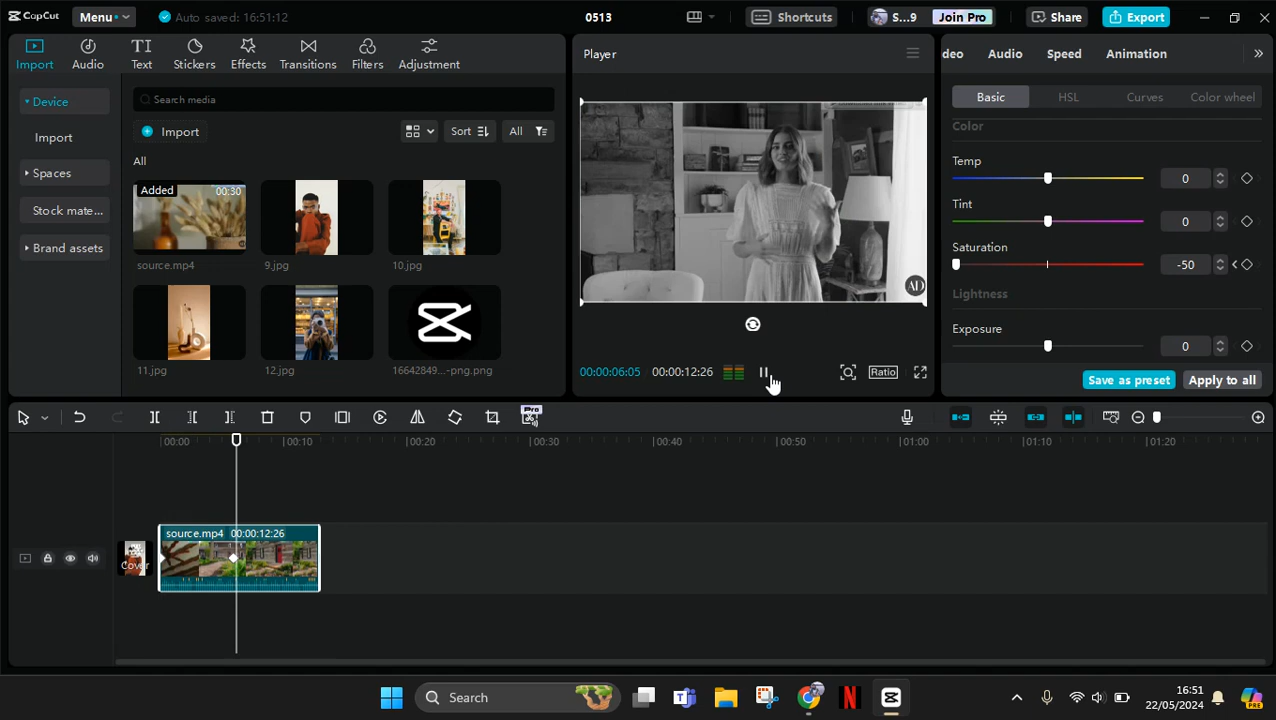 CapCut
Menu
Auto saved: 16:51:12
0513
Shortcuts
S...9
Join Pro
Share
Export
Import
Audio
Text
Stickers
Effects
Transitions
Filters
Adjustment
Device
Import
Spaces
Stock mate...
Brand assets
Search media
Import
Sort
All
All
Added
00:30
source.mp4
9.jpg
10.jpg
11.jpg
12.jpg
16642849...-png.png
Player
AD
00:00:06:05
00:00:12:26
Ratio
deo
Audio
Speed
Animation
Basic
HSL
Curves
Color wheel
Color
Temp
0
Tint
0
Saturation
-50
Lightness
Exposure
0
Save as preset
Apply to all
Pro
00:00
00:10
00:20
00:30
00:40
00:50
01:00
01:10
01:20
Cover
source.mp4 00:00:12:26
Search
16:51
22/05/2024
PRE